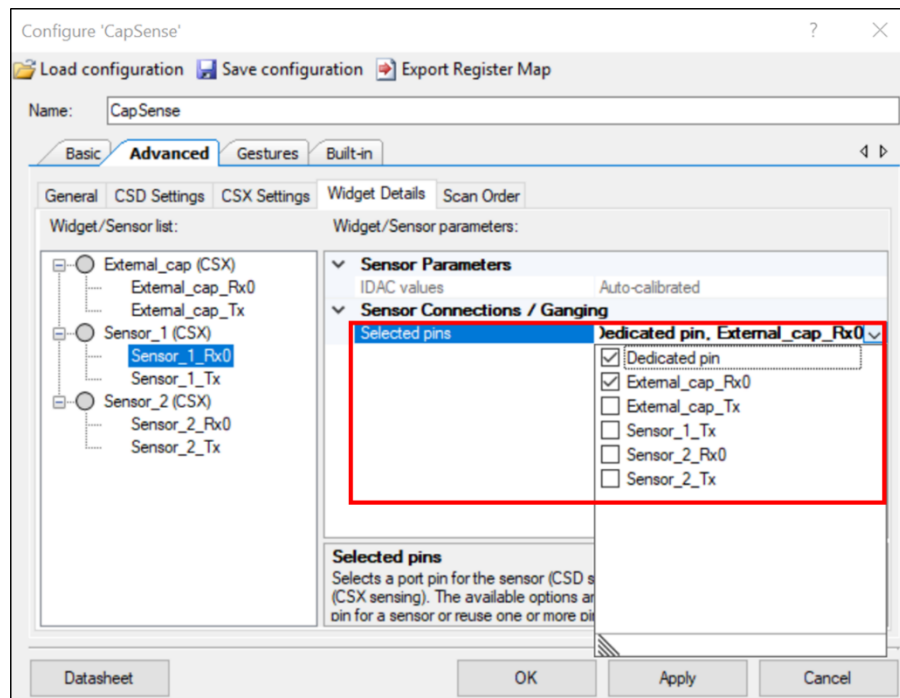 Configure 'CapSense'
?
Load configuration Save configuration Export Register Map
Name: CapSense
Basic Advanced Gestures Built-in
General CSD Settings CSX Settings Widget Details Scan Order
Widget/Sensor list: Widget/Sensor parameters:
External_cap (CSX)
External_cap_Rx0
External_cap_Tx
Sensor_1 (CSX)
Sensor_1_Rx0
Sensor_1_Tx
Sensor_2 (CSX)
Sensor_2_Rx0
Sensor_2_Tx
Sensor Parameters
IDAC values Auto-calibrated
Sensor Connections / Ganging
Selected pins Dedicated pin, External_cap_Rx0
Dedicated pin
External_cap_Rx0
External_cap_Tx
Sensor_1_Tx
Sensor_2_Rx0
Sensor_2_Tx
Selected pins
Selects a port pin for the sensor (CSD s
(CSX sensing). The available options ar
pin for a sensor or reuse one or more pi
Datasheet OK Apply Cancel